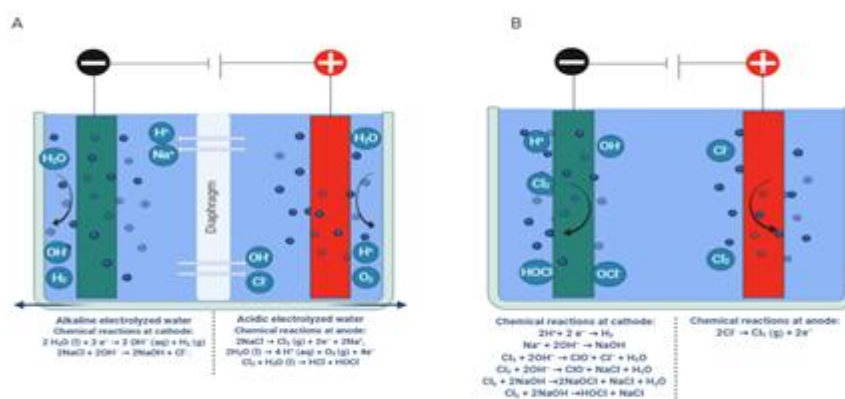 A
B
H₂O
H⁺
Na⁺
H₂O
Diaphragm
OH⁻
H₂
OH⁻
Cl⁻
H⁺
O₂
Alkaline electrolyzed water
Chemical reactions at cathode:
2 H₂O (l) + 2 e⁻ → 2 OH⁻ (aq) + H₂ (g)
2NaCl + 2OH⁻ → 2NaOH + Cl⁻.
Acidic electrolyzed water
Chemical reactions at anode:
2NaCl → Cl₂ (g) + 2e⁻ + 2Na⁺,
2H₂O (l) → 4 H⁺ (aq) + O₂ (g) + 4e⁻
Cl₂ + H₂O (l) → HCl + HOCl
H⁺
OH⁻
Cl₂
HOCl
OCl⁻
Cl⁻
Cl₂
Chemical reactions at cathode:
2H⁺ + 2 e⁻ → H₂
Na⁺ + 2OH⁻ → NaOH
Cl₂ + 2OH⁻ → ClO⁻ + Cl⁻ + H₂O
Cl₂ + 2OH⁻ → ClO⁻ + NaCl + H₂O
Cl₂ + 2NaOH → 2NaOCl + NaCl + H₂O
Cl₂ + 2NaOH → HOCl + NaCl
Chemical reactions at anode:
2Cl⁻ → Cl₂ (g) + 2e⁻